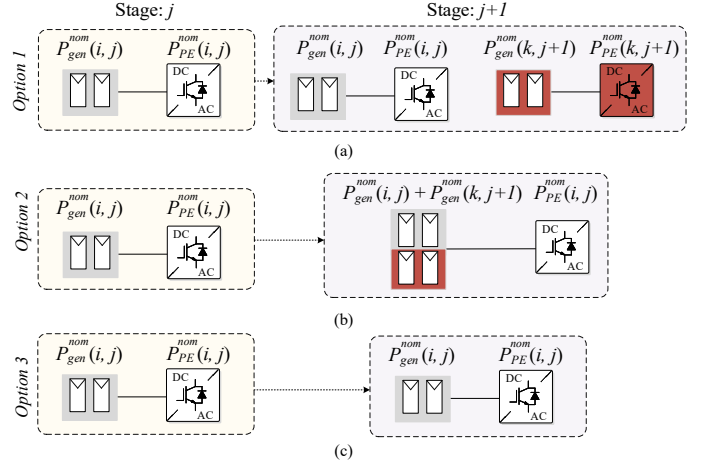 Stage: j
Stage: j+1
Option 1
P_gen^nom(i, j)
P_PE^nom(i, j)
DC
AC
P_gen^nom(i, j)
P_PE^nom(i, j)
DC
AC
P_gen^nom(k, j+1)
P_PE^nom(k, j+1)
DC
AC
(a)
Option 2
P_gen^nom(i, j)
P_PE^nom(i, j)
DC
AC
P_gen^nom(i, j) + P_gen^nom(k, j+1)
P_PE^nom(i, j)
DC
AC
(b)
Option 3
P_gen^nom(i, j)
P_PE^nom(i, j)
DC
AC
P_gen^nom(i, j)
P_PE^nom(i, j)
DC
AC
(c)